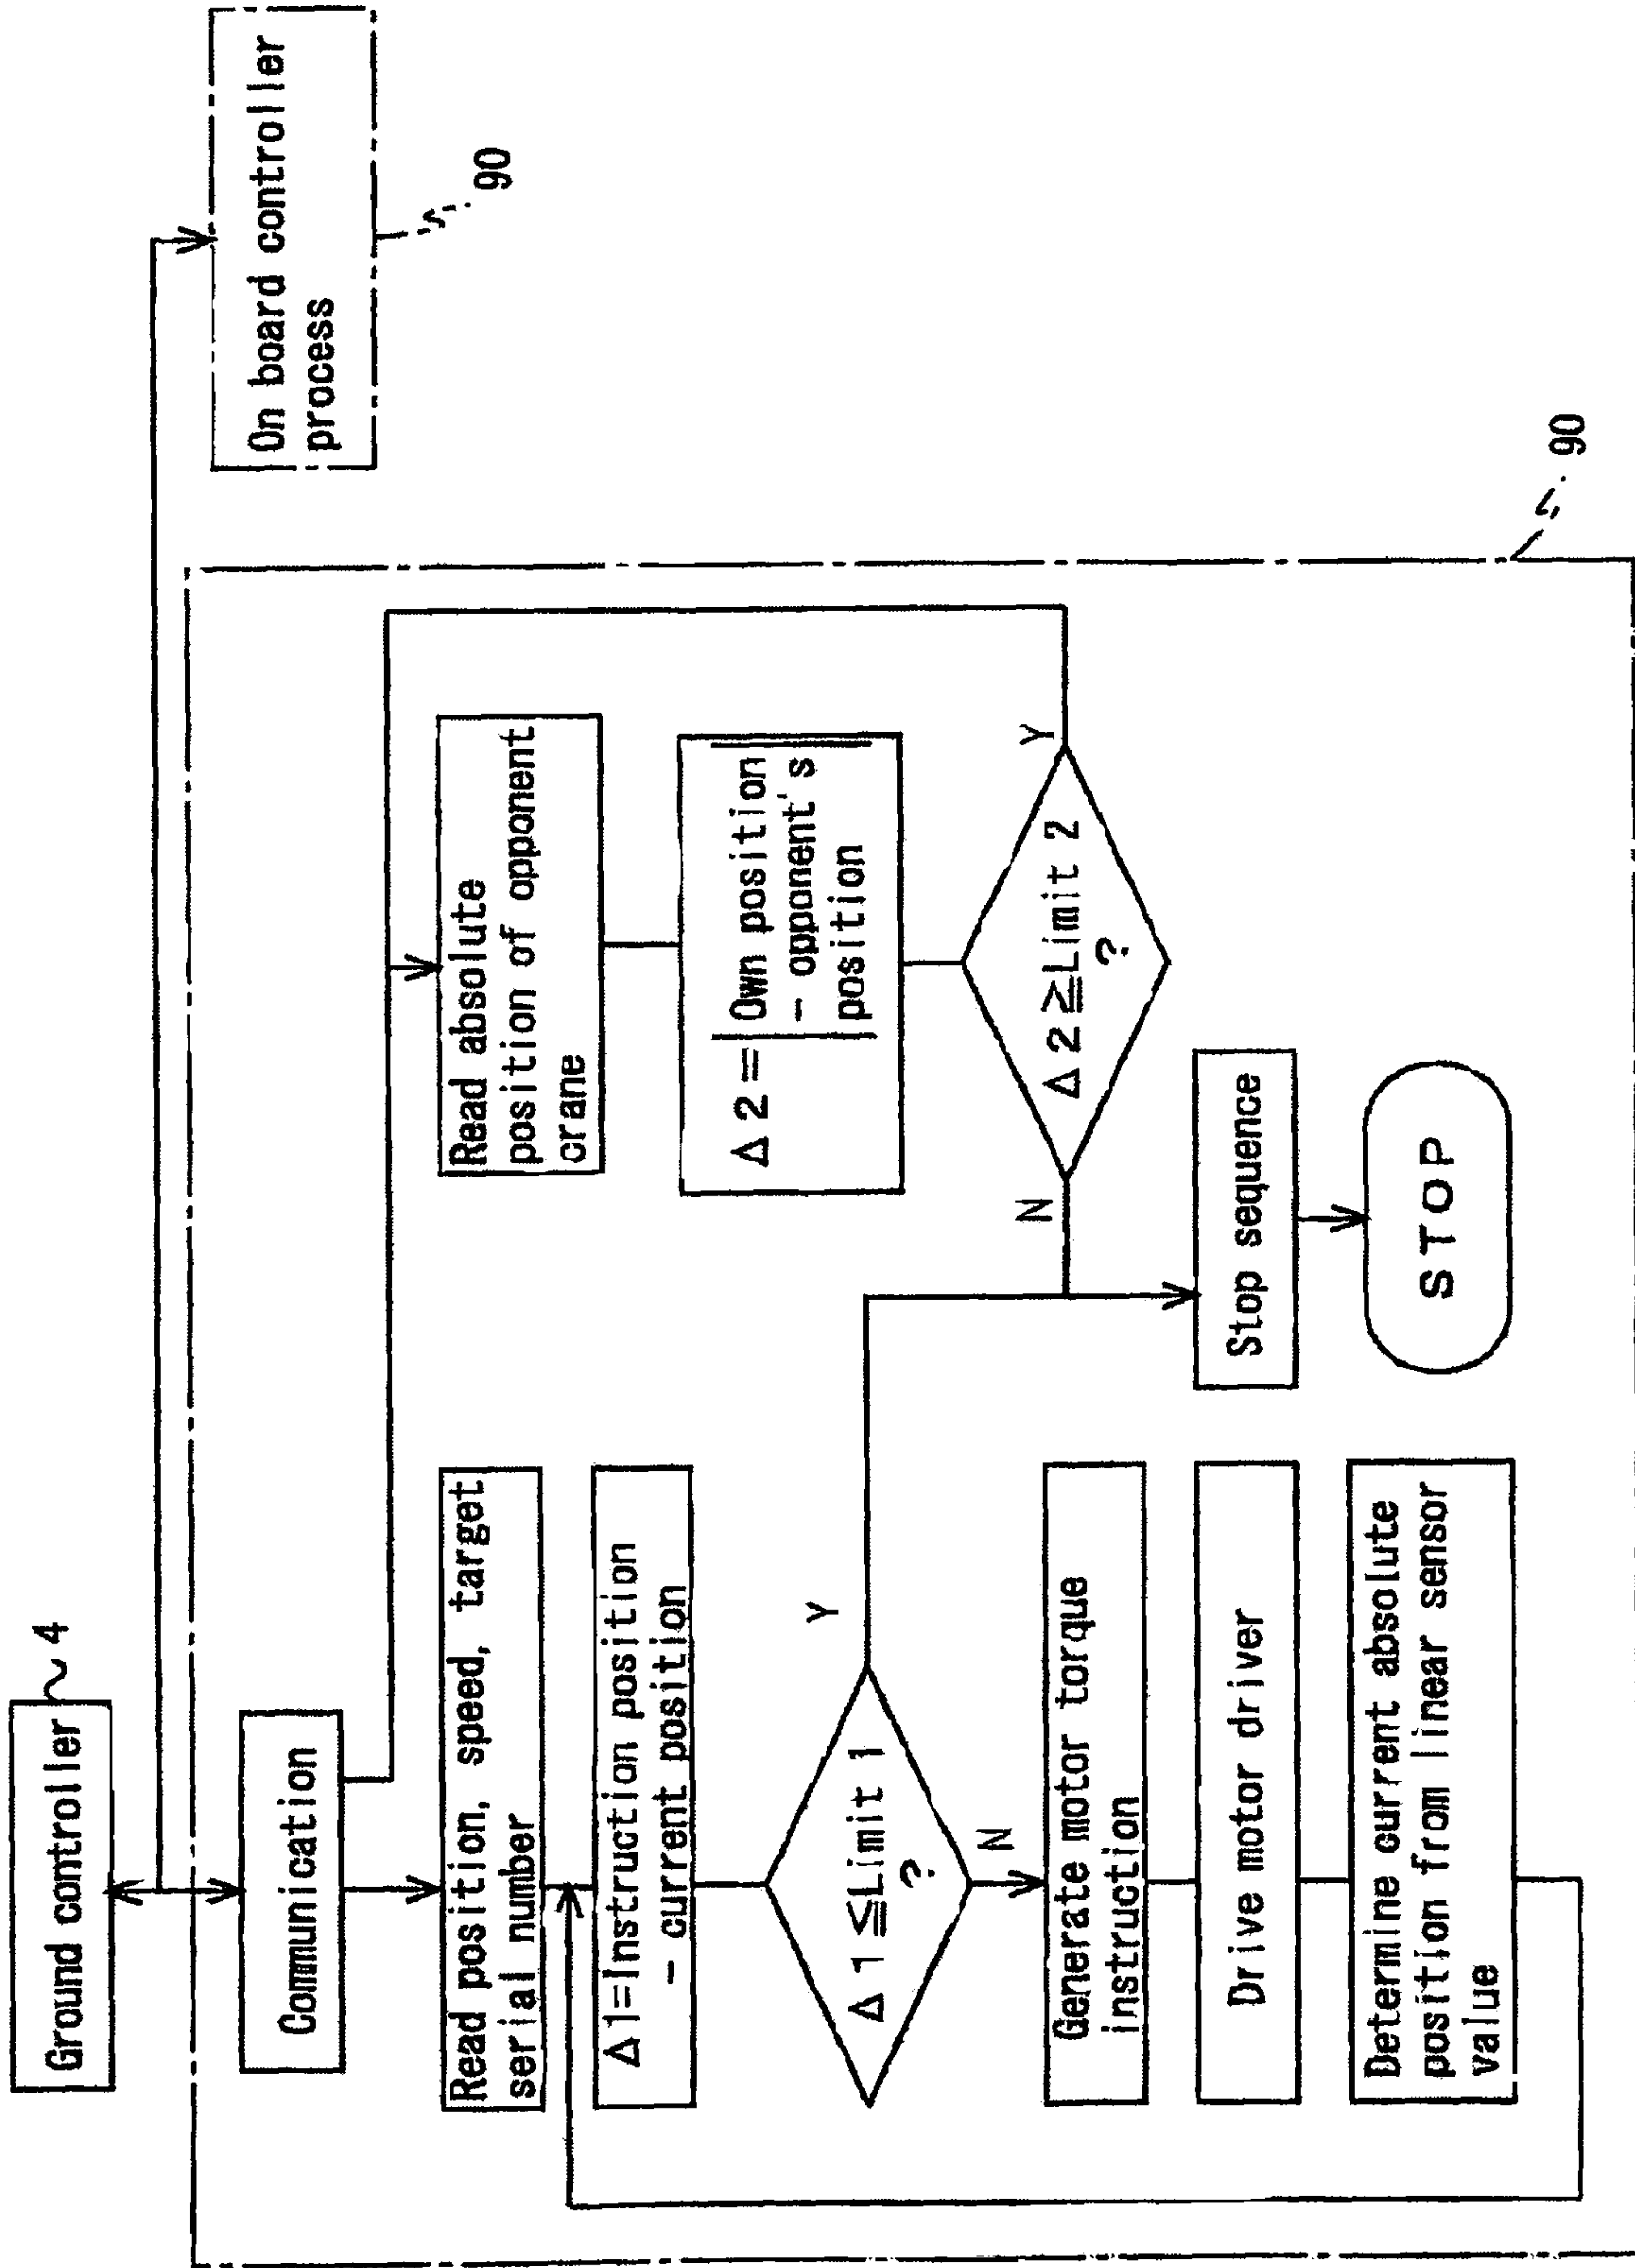 Ground controller
4
On board controller
process
90
Communication
90
Read position, speed, target
serial number
Δ1=Instruction position
- current position
Δ1≦Limit 1
?
Y
N
Generate motor torque
instruction
Drive motor driver
Determine current absolute
position from linear sensor
value
Read absolute
position of opponent
crane
Δ2=|Own position
- opponent's
position|
Δ2≧Limit 2
?
Y
N
Stop sequence
STOP